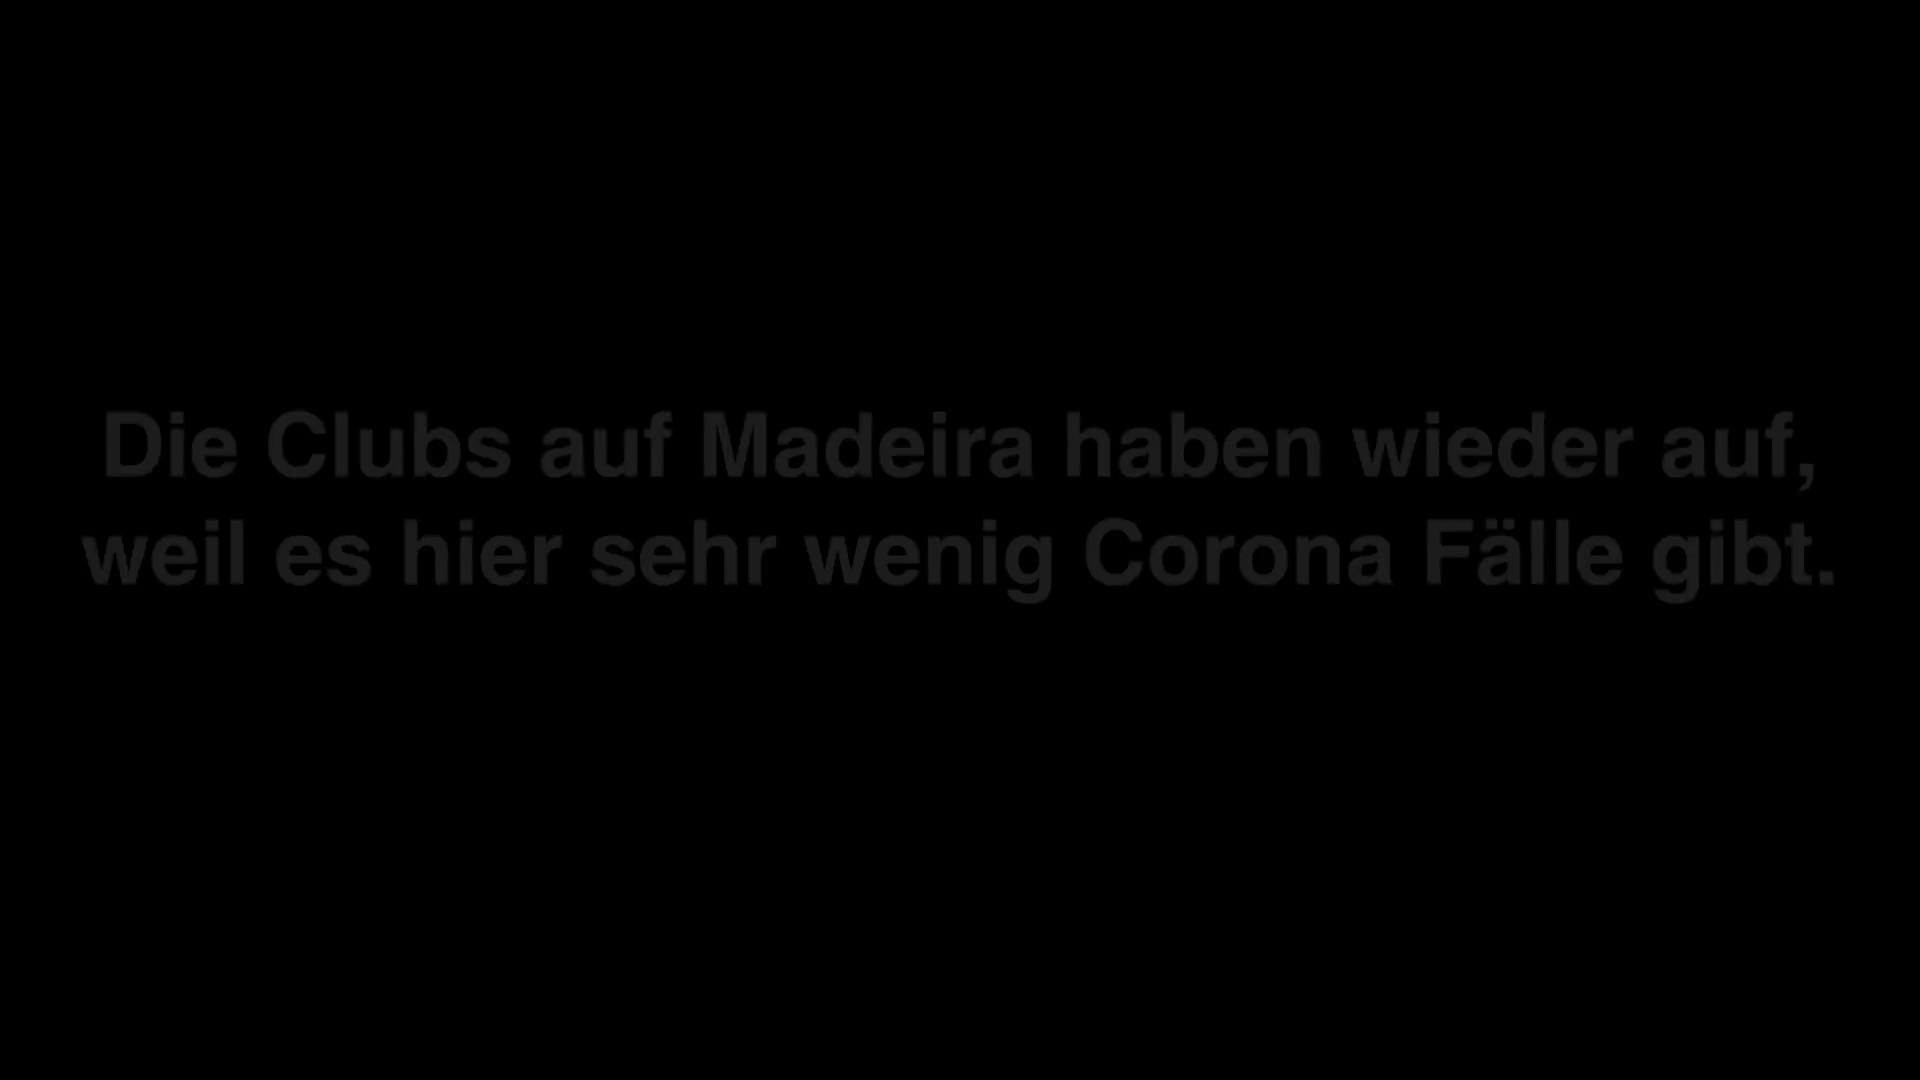 Die Clubs auf Madeira haben wieder auf,
weil es hier sehr wenig Corona Fälle gibt.